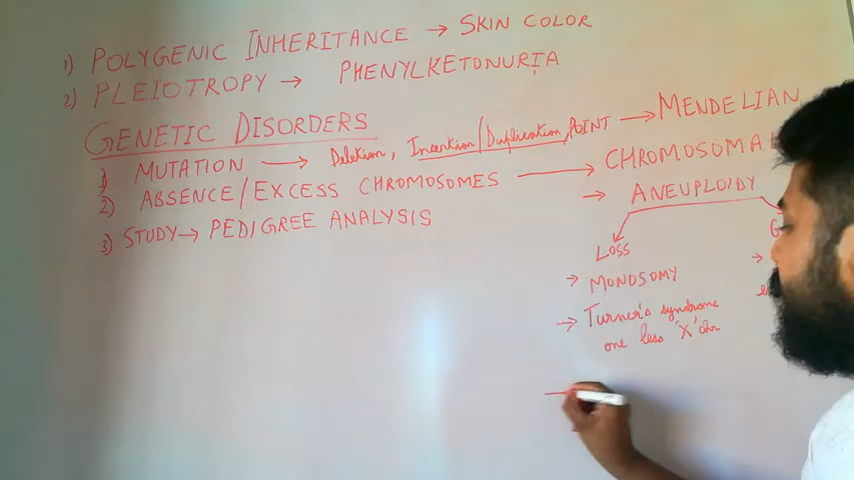 1) POLYGENIC INHERITANCE → SKIN COLOR
2) PLEIOTROPY → PHENYLKETONURIA
GENETIC DISORDERS
1) MUTATION → Deletion, Insertion/Duplication, POINT → MENDELIAN
2) ABSENCE/EXCESS CHROMOSOMES → CHROMOSOMA
→ ANEUPLOIDY
3) STUDY → PEDIGREE ANALYSIS
LOSS
→ MONOSOMY
→ Turner's syndrome
one less 'X' chr